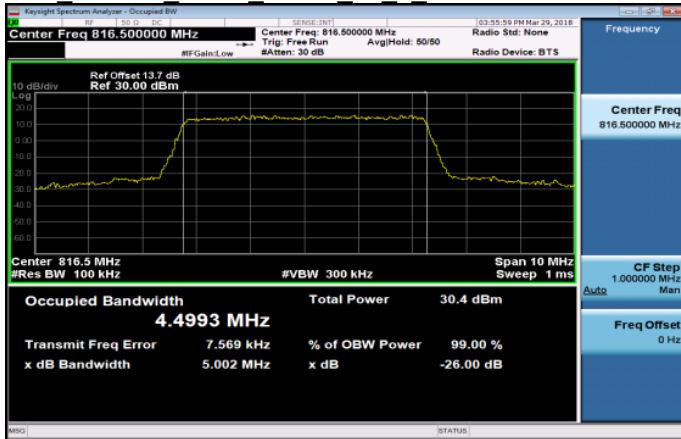 Keysight Spectrum Analyzer - Occupied BW
RF 50 Ω DC SENSE:INT 03:55:59 PM Mar 29, 2018
Center Freq 816.500000 MHz
Center Freq: 816.500000 MHz
Radio Std: None
Trig: Free Run Avg|Hold: 50/50
#IFGain:Low #Atten: 30 dB Radio Device: BTS
Ref Offset 13.7 dB
10 dB/div Ref 30.00 dBm
Log
20.0
10.0
0.00
-10.0
-20.0
-30.0
-40.0
-50.0
-60.0
Center 816.5 MHz Span 10 MHz
#Res BW 100 kHz #VBW 300 kHz Sweep 1 ms
Occupied Bandwidth Total Power 30.4 dBm
4.4993 MHz
Transmit Freq Error 7.569 kHz % of OBW Power 99.00 %
x dB Bandwidth 5.002 MHz x dB -26.00 dB
MSG STATUS
Frequency
Center Freq
816.500000 MHz
CF Step
1.000000 MHz
Auto Man
Freq Offset
0 Hz